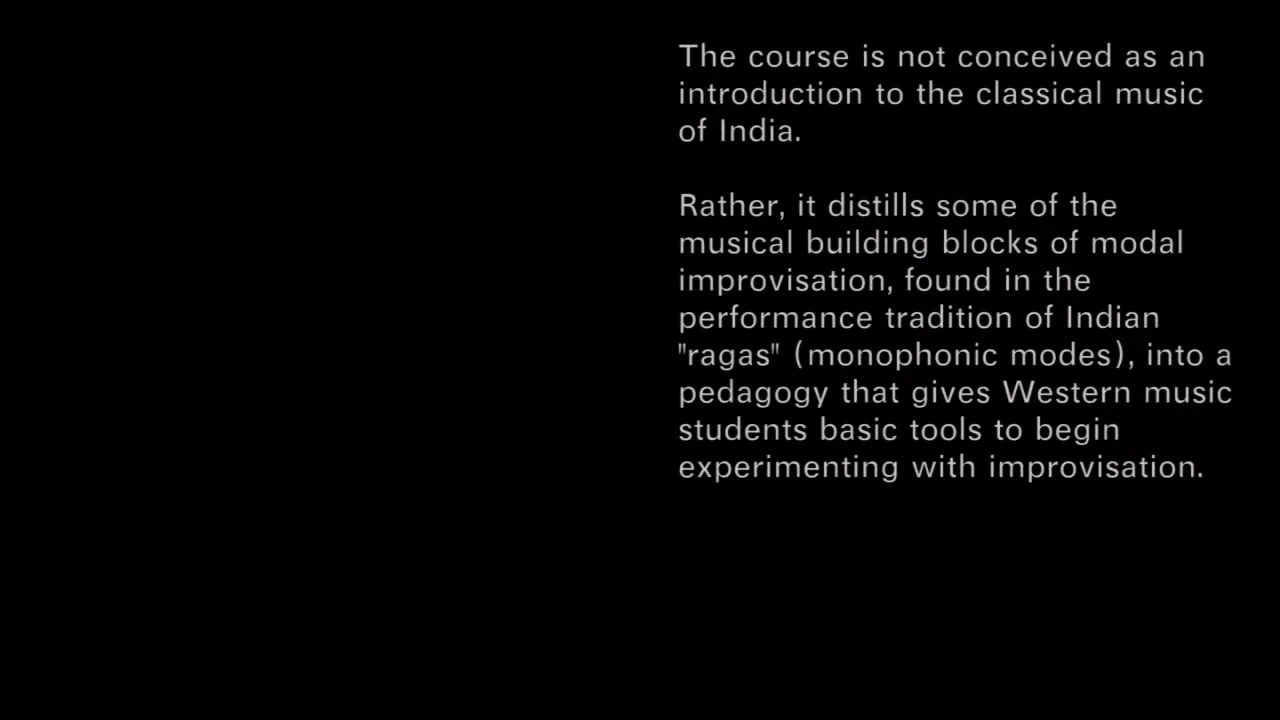 The course is not conceived as an
introduction to the classical music
of India.
Rather, it distills some of the
musical building blocks of modal
improvisation, found in the
performance tradition of Indian
"ragas" (monophonic modes), into a
pedagogy that gives Western music
students basic tools to begin
experimenting with improvisation.